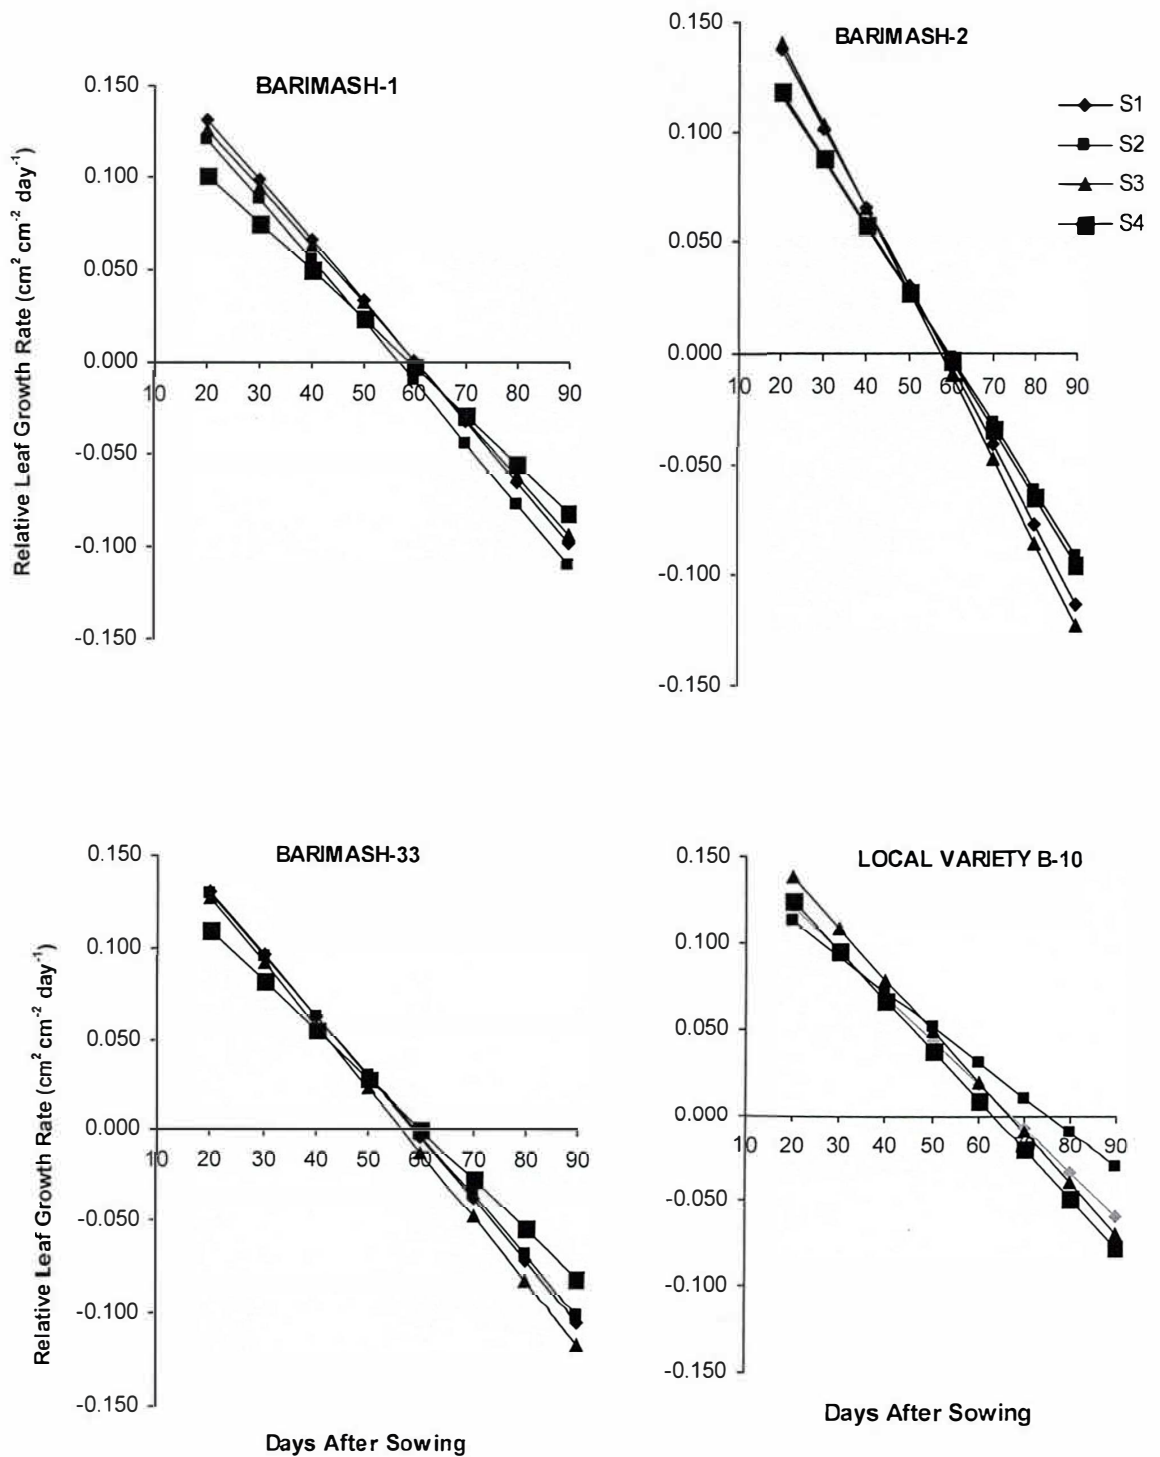 BARIMASH-1
Relative Leaf Growth Rate (cm² cm⁻² day⁻¹)
0.150
0.100
0.050
0.000
-0.050
-0.100
-0.150
10 20 30 40 50 60 70 80 90
BARIMASH-2
0.150
0.100
0.050
0.000
-0.050
-0.100
-0.150
10 20 30 40 50 60 70 80 90
S1
S2
S3
S4
BARIMASH-33
Relative Leaf Growth Rate (cm² cm⁻² day⁻¹)
0.150
0.100
0.050
0.000
-0.050
-0.100
-0.150
10 20 30 40 50 60 70 80 90
Days After Sowing
LOCAL VARIETY B-10
0.150
0.100
0.050
0.000
-0.050
-0.100
-0.150
10 20 30 40 50 60 70 80 90
Days After Sowing